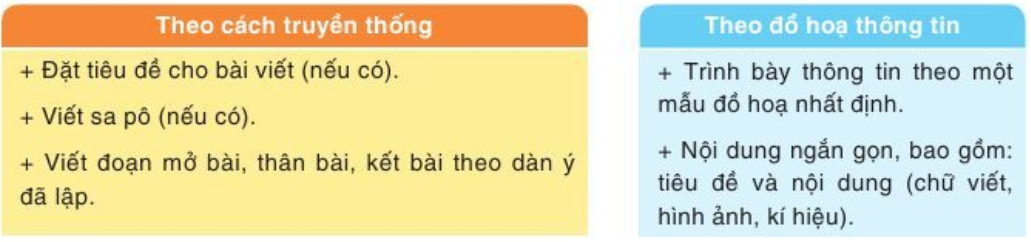 Theo cách truyền thống
+ Đặt tiêu đề cho bài viết (nếu có).
+ Viết sa pô (nếu có).
+ Viết đoạn mở bài, thân bài, kết bài theo dàn ý
đã lập.
Theo đồ hoạ thông tin
+ Trình bày thông tin theo một
mẫu đồ hoạ nhất định.
+ Nội dung ngắn gọn, bao gồm:
tiêu đề và nội dung (chữ viết,
hình ảnh, kí hiệu).